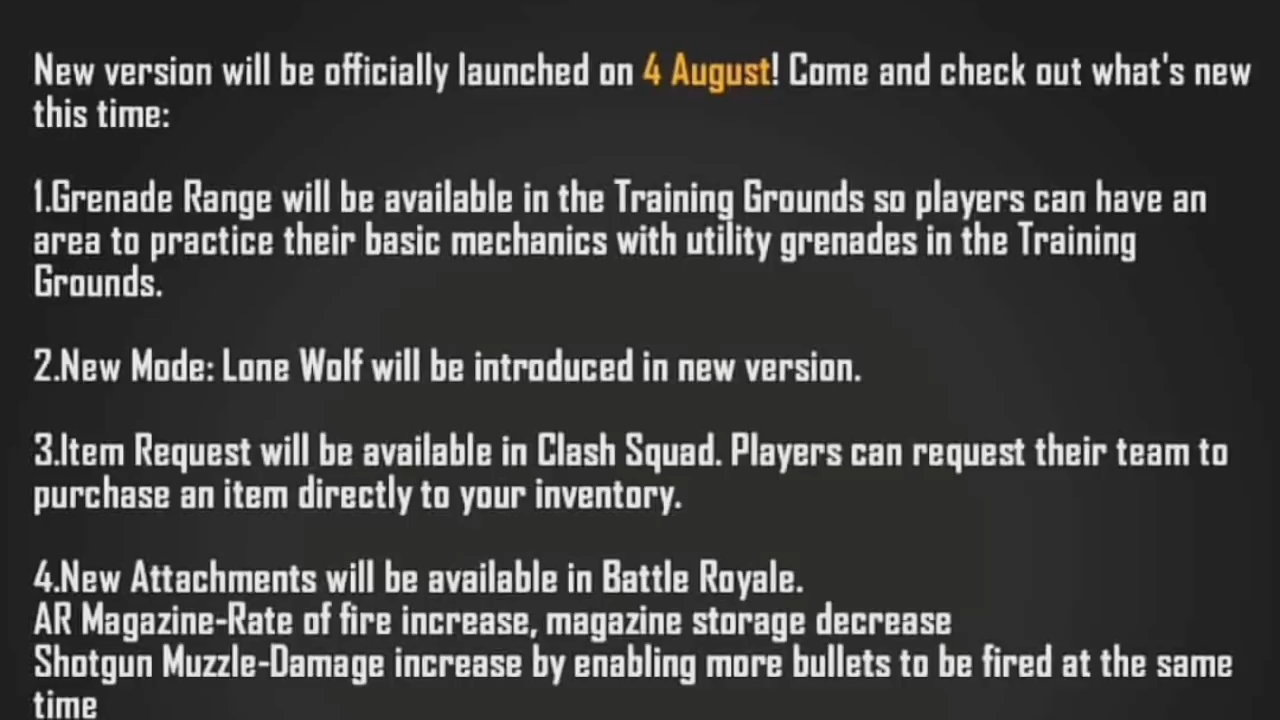 New version will be officially launched on 4 August! Come and check out what's new
this time:
1.Grenade Range will be available in the Training Grounds so players can have an
area to practice their basic mechanics with utility grenades in the Training
Grounds.
2.New Mode: Lone Wolf will be introduced in new version.
3.Item Request will be available in Clash Squad. Players can request their team to
purchase an item directly to your inventory.
4.New Attachments will be available in Battle Royale.
AR Magazine-Rate of fire increase, magazine storage decrease
Shotgun Muzzle-Damage increase by enabling more bullets to be fired at the same
time